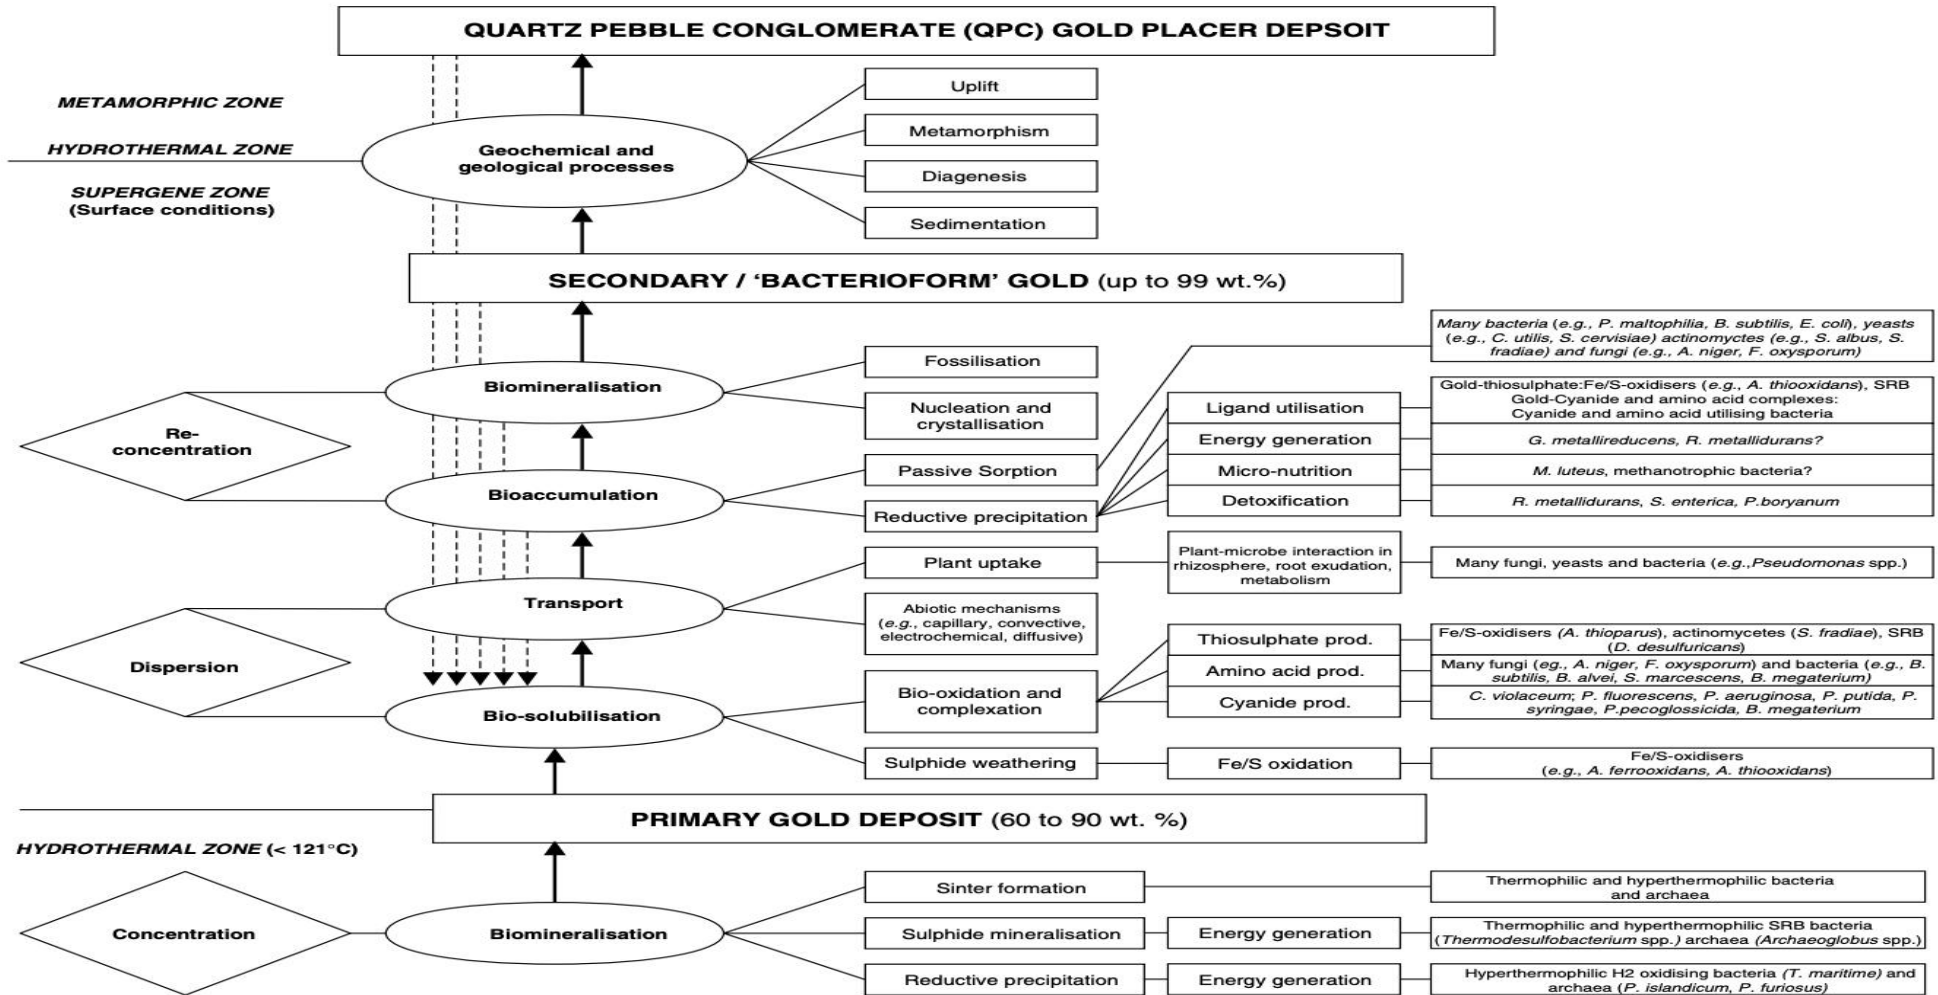 QUARTZ PEBBLE CONGLOMERATE (QPC) GOLD PLACER DEPSOIT
METAMORPHIC ZONE
HYDROTHERMAL ZONE
SUPERGENE ZONE
(Surface conditions)
Geochemical and
geological processes
Uplift
Metamorphism
Diagenesis
Sedimentation
SECONDARY / ‘BACTERIOFORM’ GOLD (up to 99 wt.%)
Re-
concentration
Biomineralisation
Fossilisation
Nucleation and
crystallisation
Bioaccumulation
Passive Sorption
Many bacteria (e.g., P. maltophilia, B. subtilis, E. coli), yeasts
(e.g., C. utilis, S. cervisiae) actinomyctes (e.g., S. albus, S.
fradiae) and fungi (e.g., A. niger, F. oxysporum)
Reductive precipitation
Ligand utilisation
Gold-thiosulphate:Fe/S-oxidisers (e.g., A. thiooxidans), SRB
Gold-Cyanide and amino acid complexes:
Cyanide and amino acid utilising bacteria
Energy generation
G. metallireducens, R. metallidurans?
Micro-nutrition
M. luteus, methanotrophic bacteria?
Detoxification
R. metallidurans, S. enterica, P.boryanum
Dispersion
Transport
Plant uptake
Plant-microbe interaction in
rhizosphere, root exudation,
metabolism
Many fungi, yeasts and bacteria (e.g.,Pseudomonas spp.)
Abiotic mechanisms
(e.g., capillary, convective,
electrochemical, diffusive)
Bio-solubilisation
Bio-oxidation and
complexation
Thiosulphate prod.
Fe/S-oxidisers (A. thioparus), actinomycetes (S. fradiae), SRB
(D. desulfuricans)
Amino acid prod.
Many fungi (eg., A. niger, F. oxysporum) and bacteria (e.g., B.
subtilis, B. alvei, S. marcescens, B. megaterium)
Cyanide prod.
C. violaceum; P. fluorescens, P. aeruginosa, P. putida, P.
syringae, P.pecoglossicida, B. megaterium
Sulphide weathering
Fe/S oxidation
Fe/S-oxidisers
(e.g., A. ferrooxidans, A. thiooxidans)
PRIMARY GOLD DEPOSIT (60 to 90 wt. %)
HYDROTHERMAL ZONE (< 121°C)
Concentration
Biomineralisation
Sinter formation
Thermophilic and hyperthermophilic bacteria
and archaea
Sulphide mineralisation
Energy generation
Thermophilic and hyperthermophilic SRB bacteria
(Thermodesulfobacterium spp.) archaea (Archaeoglobus spp.)
Reductive precipitation
Energy generation
Hyperthermophilic H2 oxidising bacteria (T. maritime) and
archaea (P. islandicum, P. furiosus)